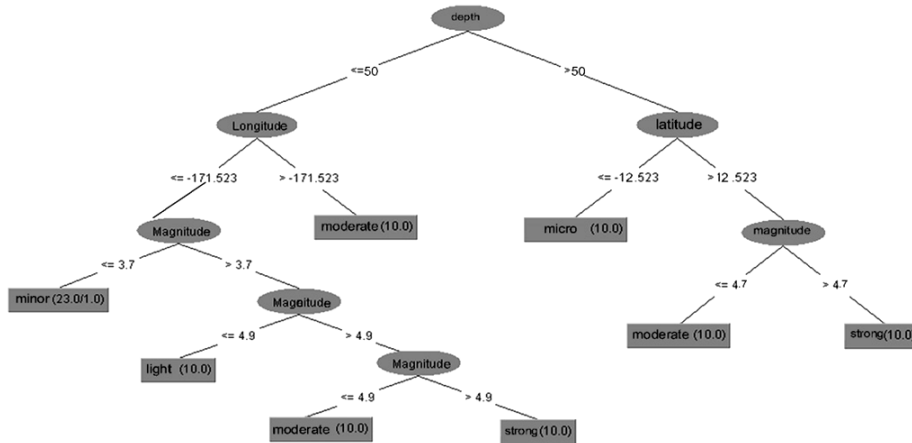 depth
<=50
>50
Longitude
latitude
<= -171.523
> -171.523
<= -12.523
>12.523
Magnitude
moderate (10.0)
micro (10.0)
magnitude
<= 3.7
> 3.7
<= 4.7
> 4.7
minor (23.0/1.0)
Magnitude
<= 4.9
> 4.9
moderate (10.0)
strong (10.0)
light (10.0)
Magnitude
<= 4.9
> 4.9
moderate (10.0)
strong (10.0)